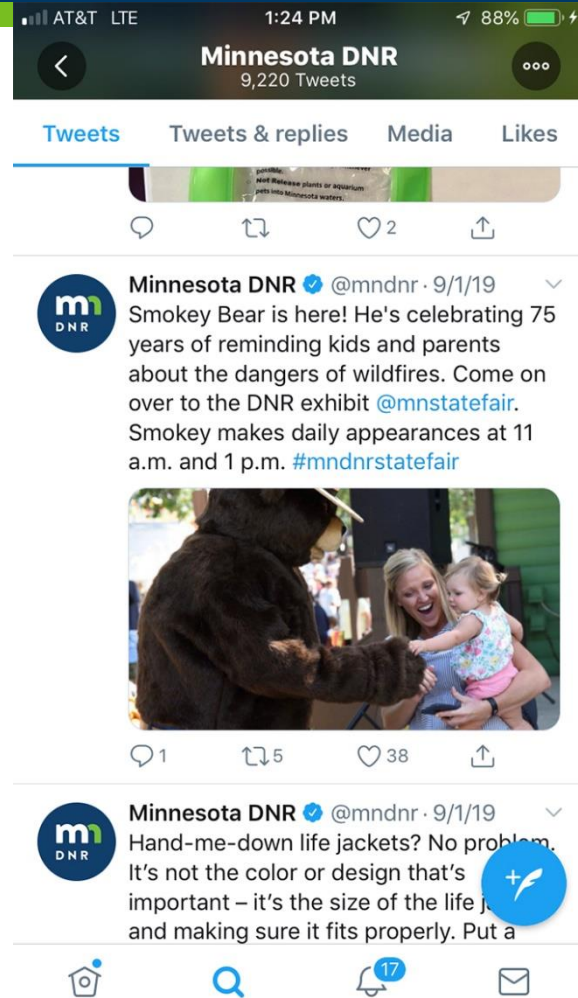 AT&T LTE 1:24 PM 88%
Minnesota DNR
9,220 Tweets
Tweets Tweets & replies Media Likes
possible.
Not Release plants or aquarium
pets into Minnesota waters.
2
mn
DNR
Minnesota DNR @mndnr · 9/1/19
Smokey Bear is here! He's celebrating 75
years of reminding kids and parents
about the dangers of wildfires. Come on
over to the DNR exhibit @mnstatefair.
Smokey makes daily appearances at 11
a.m. and 1 p.m. #mndnrstatefair
1 5 38
mn
DNR
Minnesota DNR @mndnr · 9/1/19
Hand-me-down life jackets? No problem.
It's not the color or design that's
important – it's the size of the life
and making sure it fits properly. Put a
17